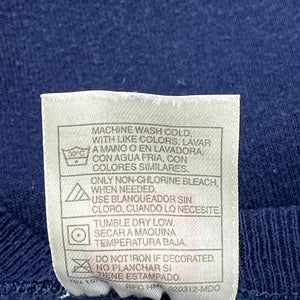 MACHINE WASH COLD,
WITH LIKE COLORS. LAVAR
A MANO O EN LAVADORA,
CON AGUA FRIA, CON
COLORES SIMILARES.
ONLY NON-CHLORINE BLEACH,
WHEN NEEDED.
USE BLANQUEADOR SIN
CLORO, CUANDO LO NECESITE.
TUMBLE DRY LOW.
SECAR A MAQUINA
TEMPERATURA BAJA.
DO NOT IRON IF DECORATED.
NO PLANCHAR SI
TIENE ESTAMPADO.